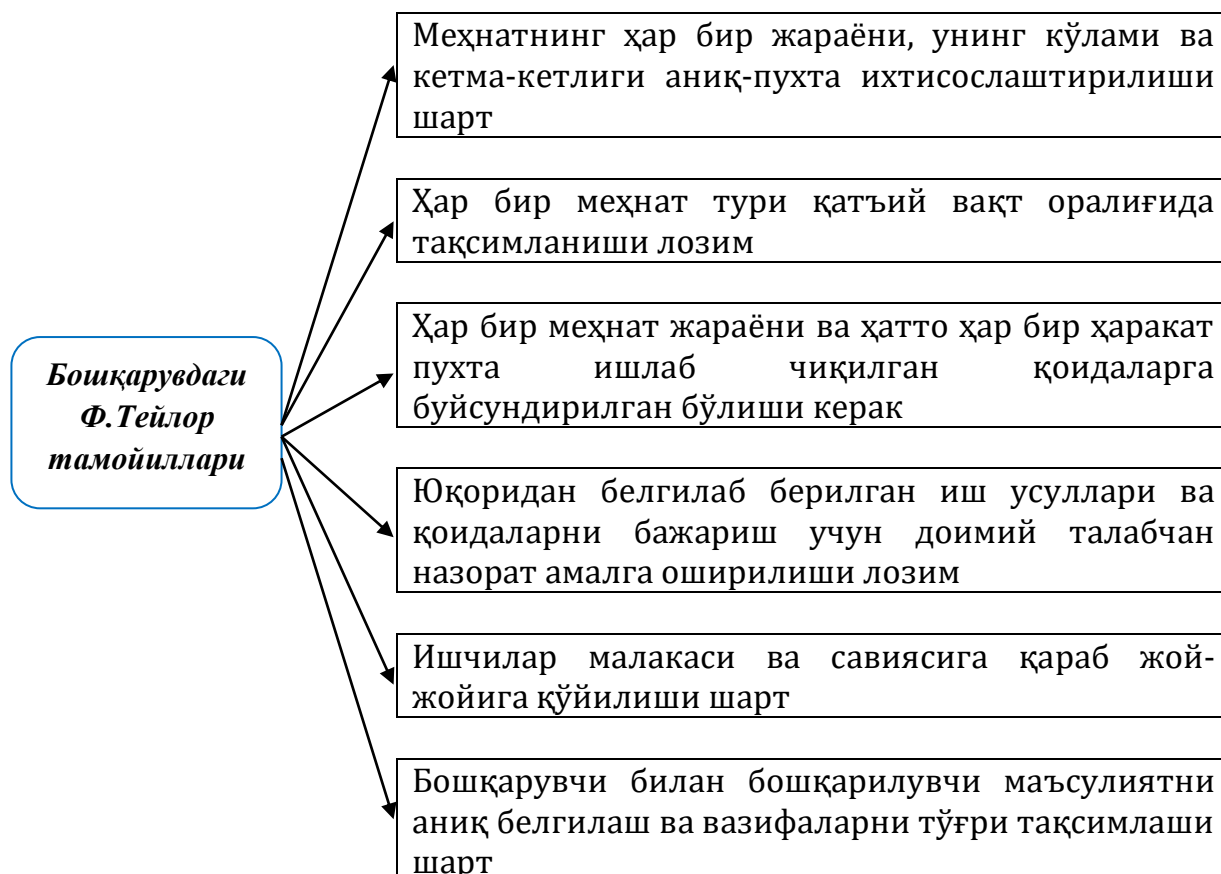 Меҳнатнинг ҳар бир жараёни, унинг кўлами ва
кетма-кетлиги аниқ-пухта ихтисослаштирилиши
шарт
Ҳар бир меҳнат тури қатъий вақт оралиғида
тақсимланиши лозим
Ҳар бир меҳнат жараёни ва ҳатто ҳар бир ҳаракат
пухта ишлаб чиқилган қоидаларга
буйсундирилган бўлиши керак
Бошқарувдаги
Ф.Тейлор
тамойиллари
Юқоридан белгилаб берилган иш усуллари ва
қоидаларни бажариш учун доимий талабчан
назорат амалга оширилиши лозим
Ишчилар малакаси ва савиясига қараб жой-
жойига қўйилиши шарт
Бошқарувчи билан бошқарилувчи маъсулиятни
аниқ белгилаш ва вазифаларни тўғри тақсимлаши
шарт